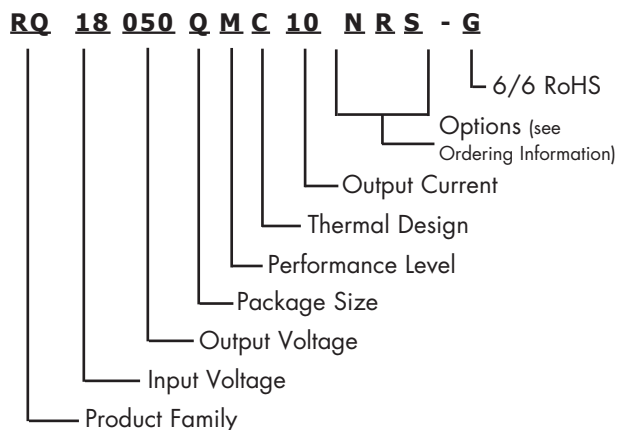 RQ 18 050 Q M C 10 N R S - G
6/6 RoHS
Options (see
Ordering Information)
Output Current
Thermal Design
Performance Level
Package Size
Output Voltage
Input Voltage
Product Family